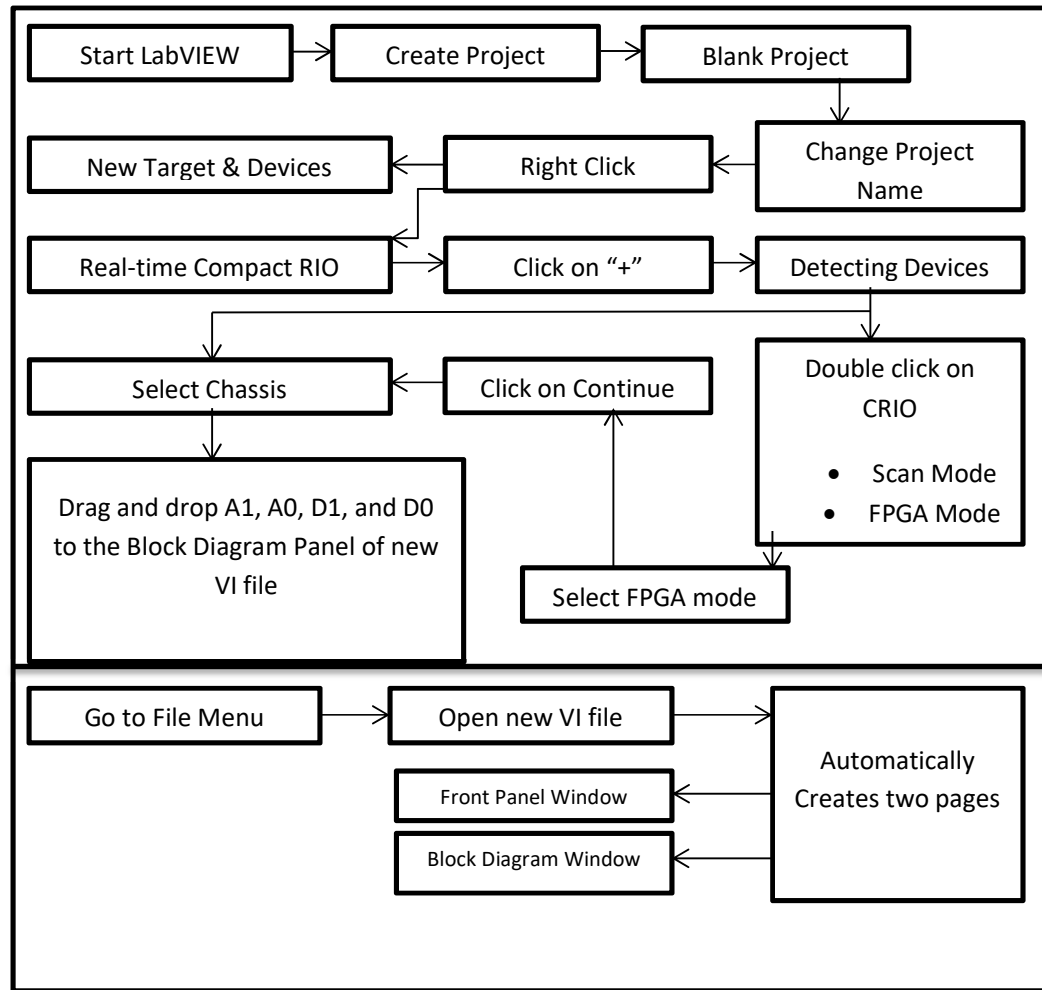 Start LabVIEW
Create Project
Blank Project
Change Project
Name
Right Click
New Target & Devices
Real-time Compact RIO
Click on “+”
Detecting Devices
Select Chassis
Click on Continue
Double click on
CRIO
• Scan Mode
• FPGA Mode
Select FPGA mode
Drag and drop A1, A0, D1, and D0
to the Block Diagram Panel of new
VI file
Go to File Menu
Open new VI file
Automatically
Creates two pages
Front Panel Window
Block Diagram Window